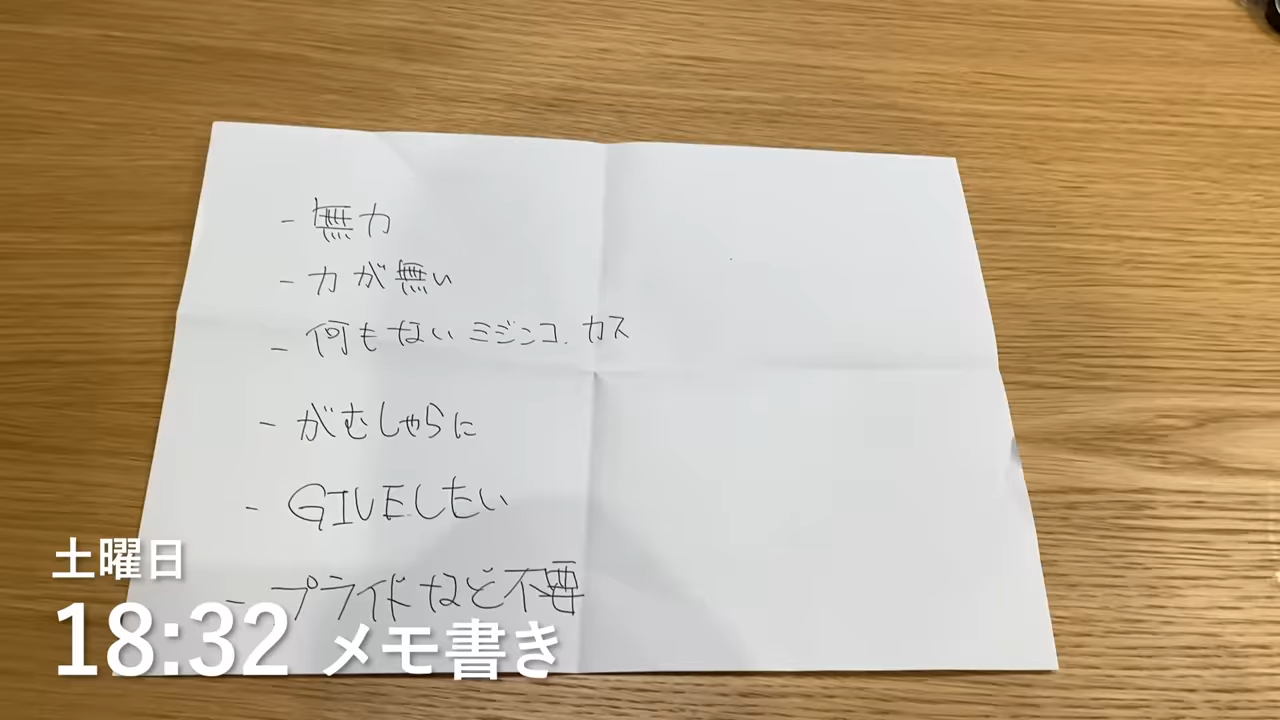 - 無力
- 力が無い
- 何もない ミジンコ. カス
- がむしゃらに
- GIVEしたい
- プライドなど不要
土曜日
18:32 メモ書き